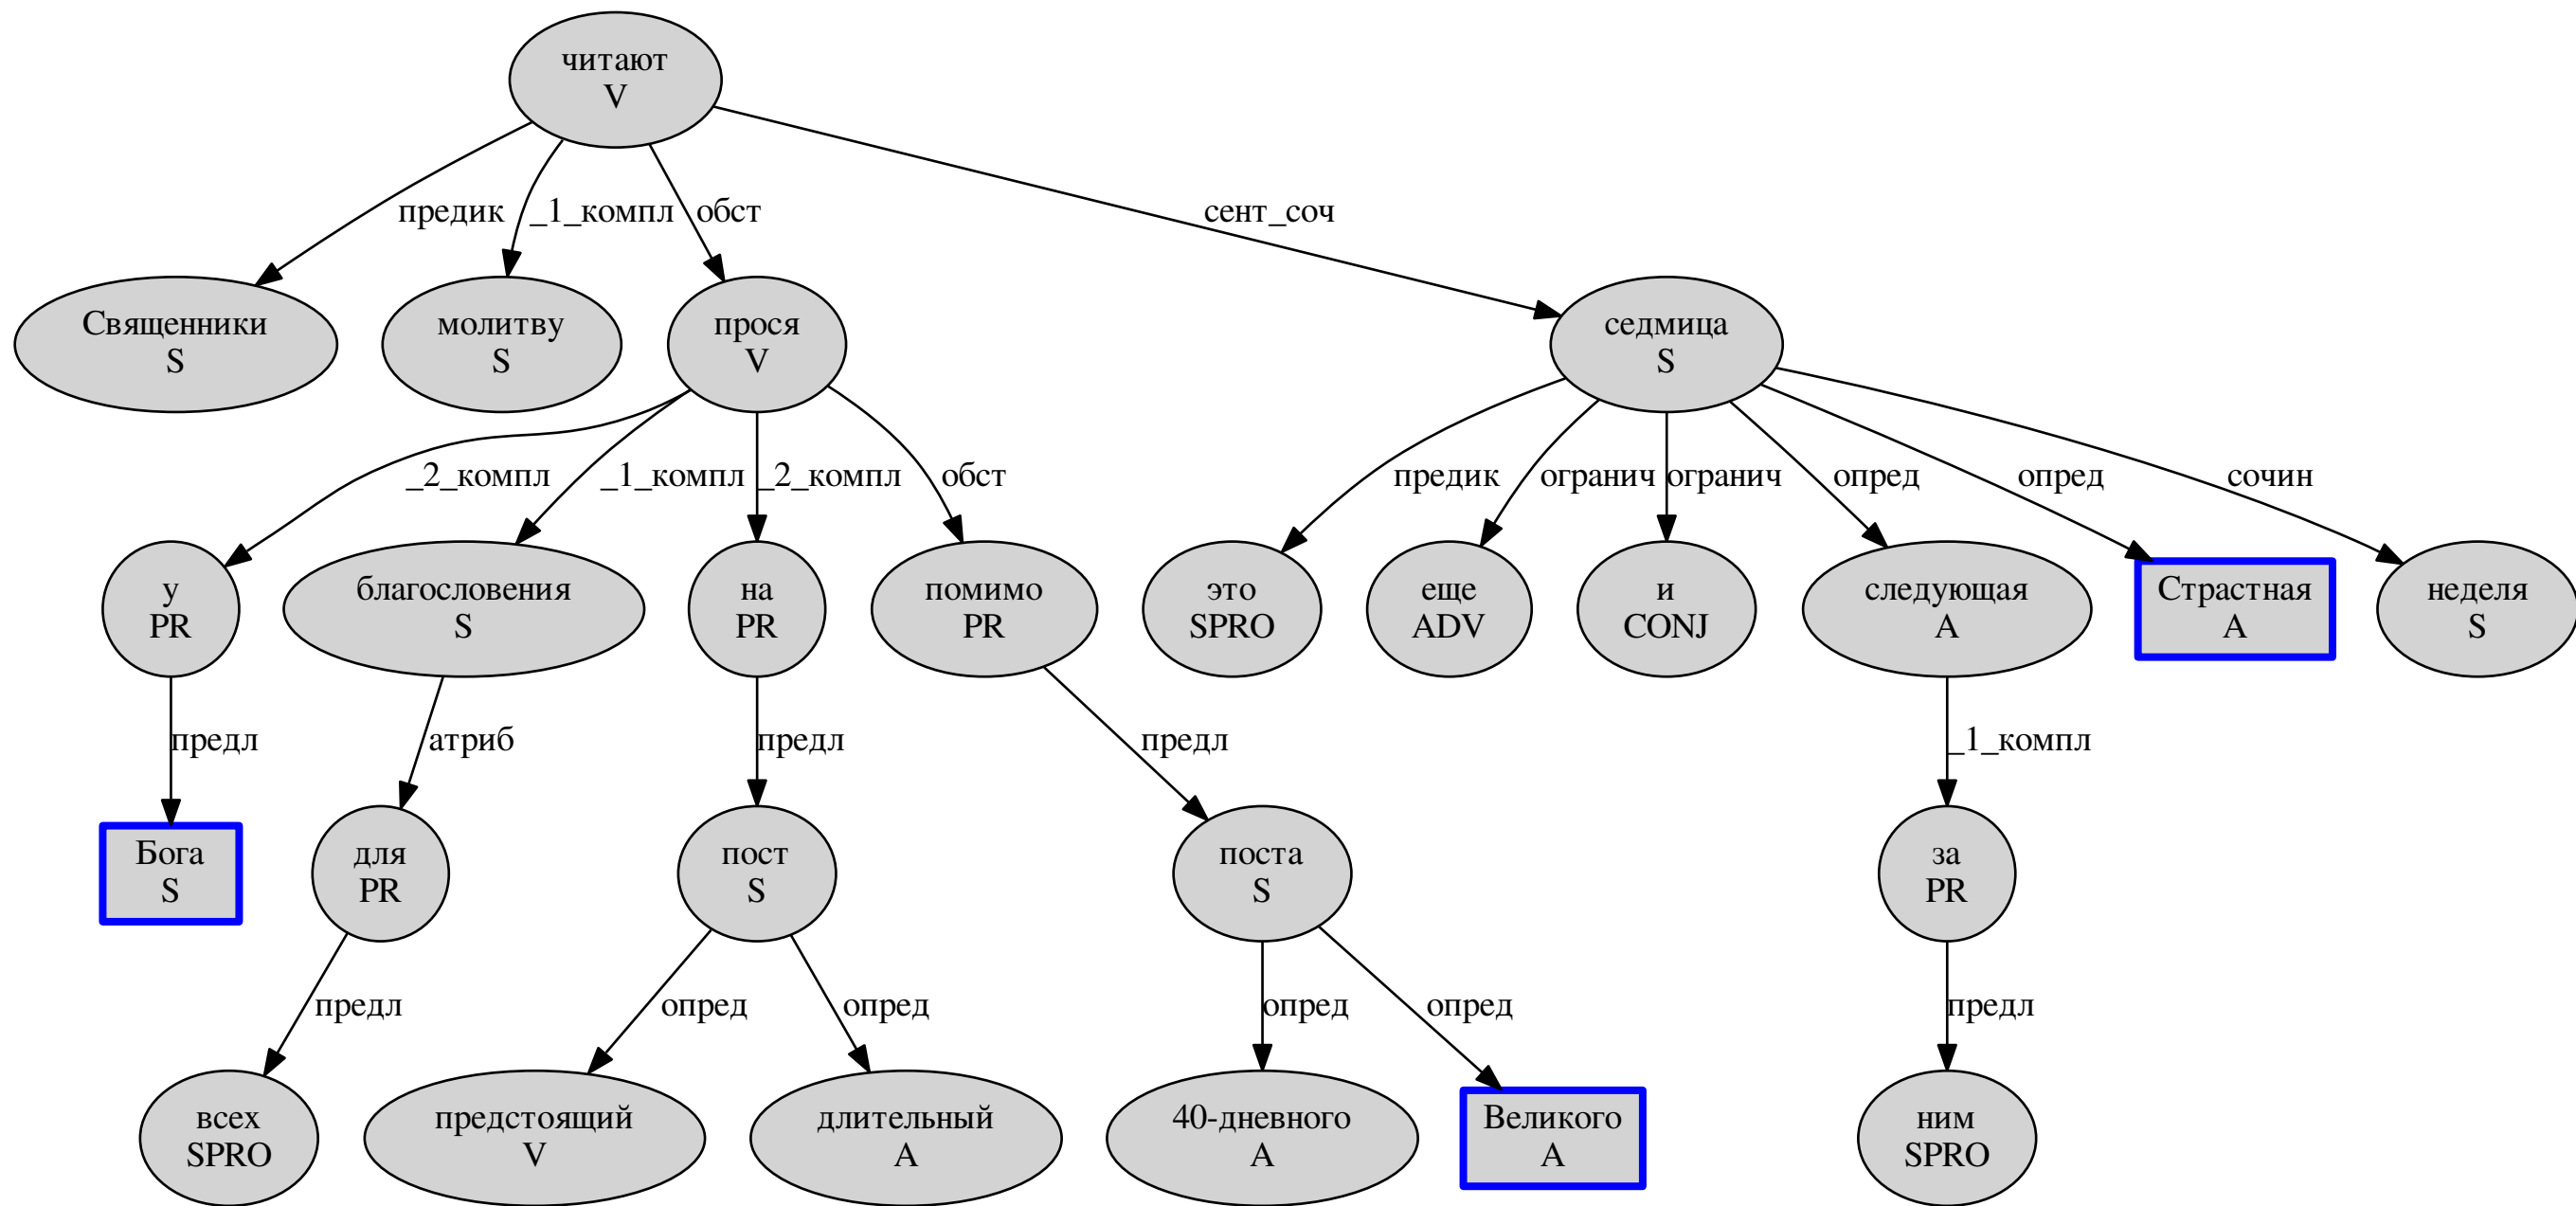 читают
V
предик
_1_компл
обст
сент_соч
Священники
S
молитву
S
прося
V
седмица
S
_2_компл
_1_компл
_2_компл
обст
предик
огранич
огранич
опред
опред
сочин
у
PR
благословения
S
на
PR
помимо
PR
это
SPRO
еще
ADV
и
CONJ
следующая
A
Страстная
A
неделя
S
предл
атриб
предл
предл
_1_компл
Бога
S
для
PR
пост
S
поста
S
за
PR
предл
опред
опред
опред
опред
предл
всех
SPRO
предстоящий
V
длительный
A
40-дневного
A
Великого
A
ним
SPRO